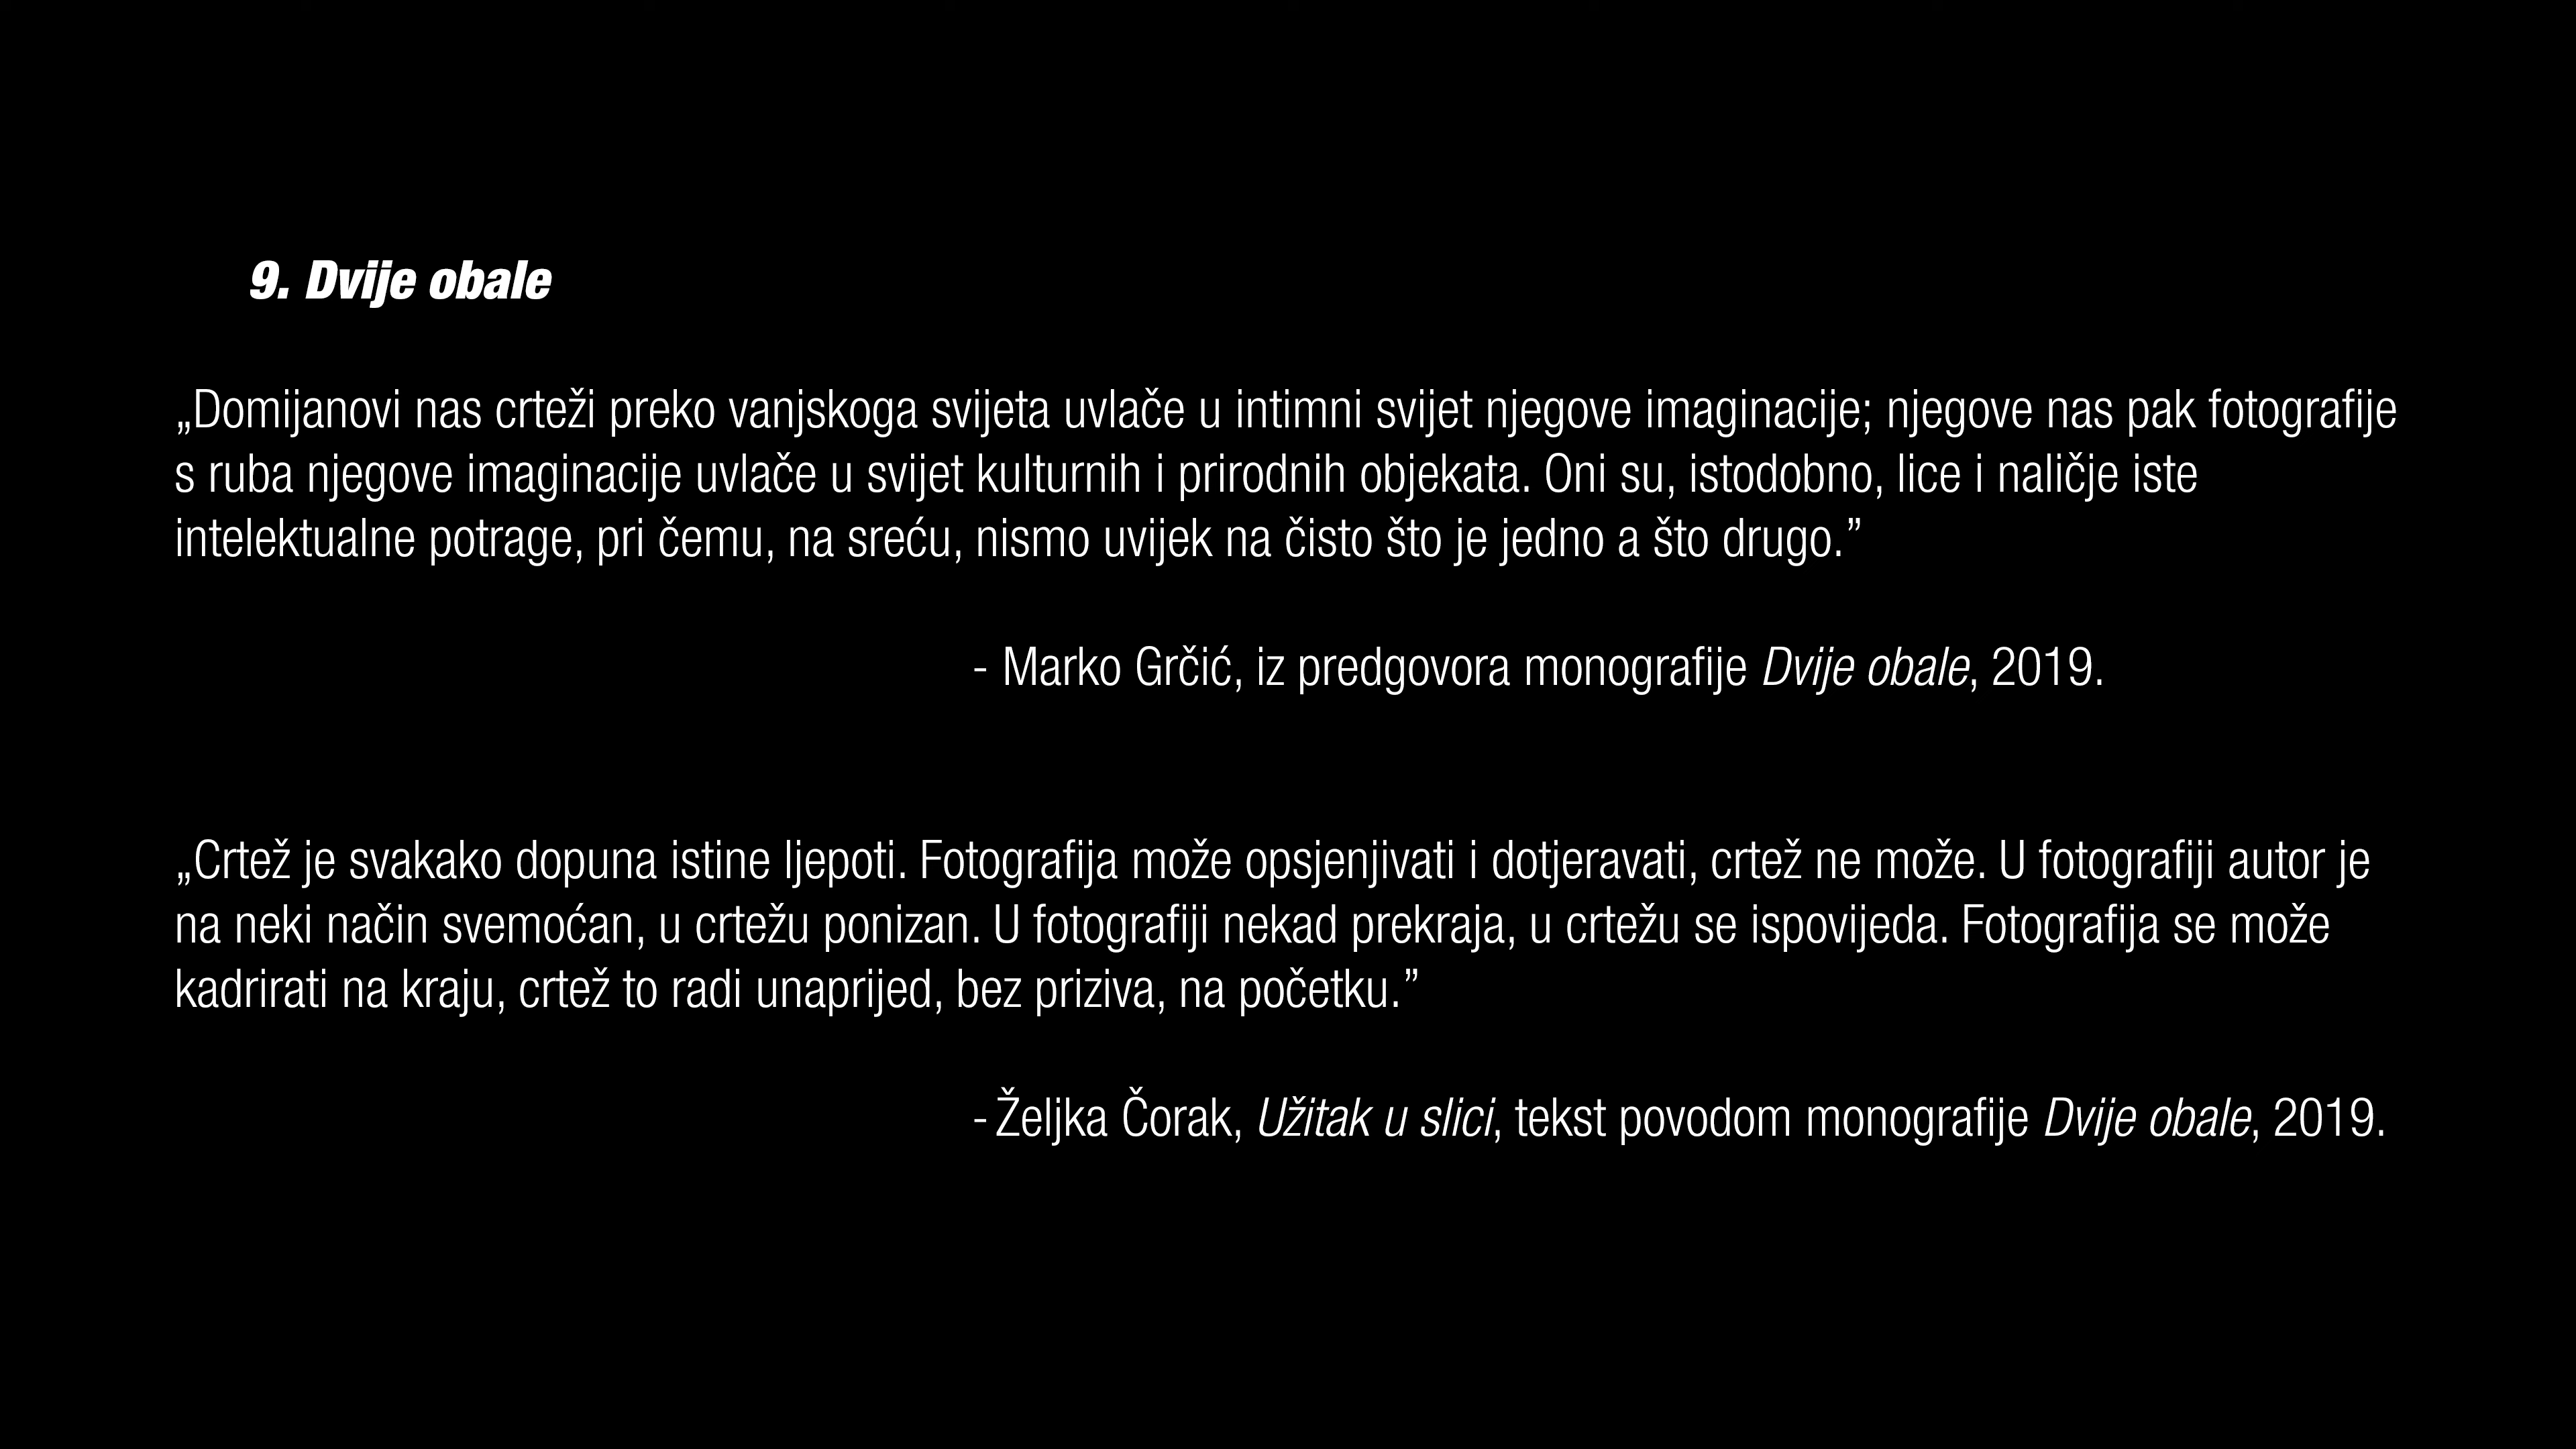 9. Dvije obale
„Domijanovi nas crteži preko vanjskoga svijeta uvlače u intimni svijet njegove imaginacije; njegove nas pak fotografije
s ruba njegove imaginacije uvlače u svijet kulturnih i prirodnih objekata. Oni su, istodobno, lice i naličje iste
intelektualne potrage, pri čemu, na sreću, nismo uvijek na čisto što je jedno a što drugo.”
- Marko Grčić, iz predgovora monografije Dvije obale, 2019.
„Crtež je svakako dopuna istine ljepoti. Fotografija može opsjenjivati i dotjeravati, crtež ne može. U fotografiji autor je
na neki način svemoćan, u crtežu ponizan. U fotografiji nekad prekraja, u crtežu se ispovijeda. Fotografija se može
kadrirati na kraju, crtež to radi unaprijed, bez priziva, na početku.”
- Željka Čorak, Užitak u slici, tekst povodom monografije Dvije obale, 2019.